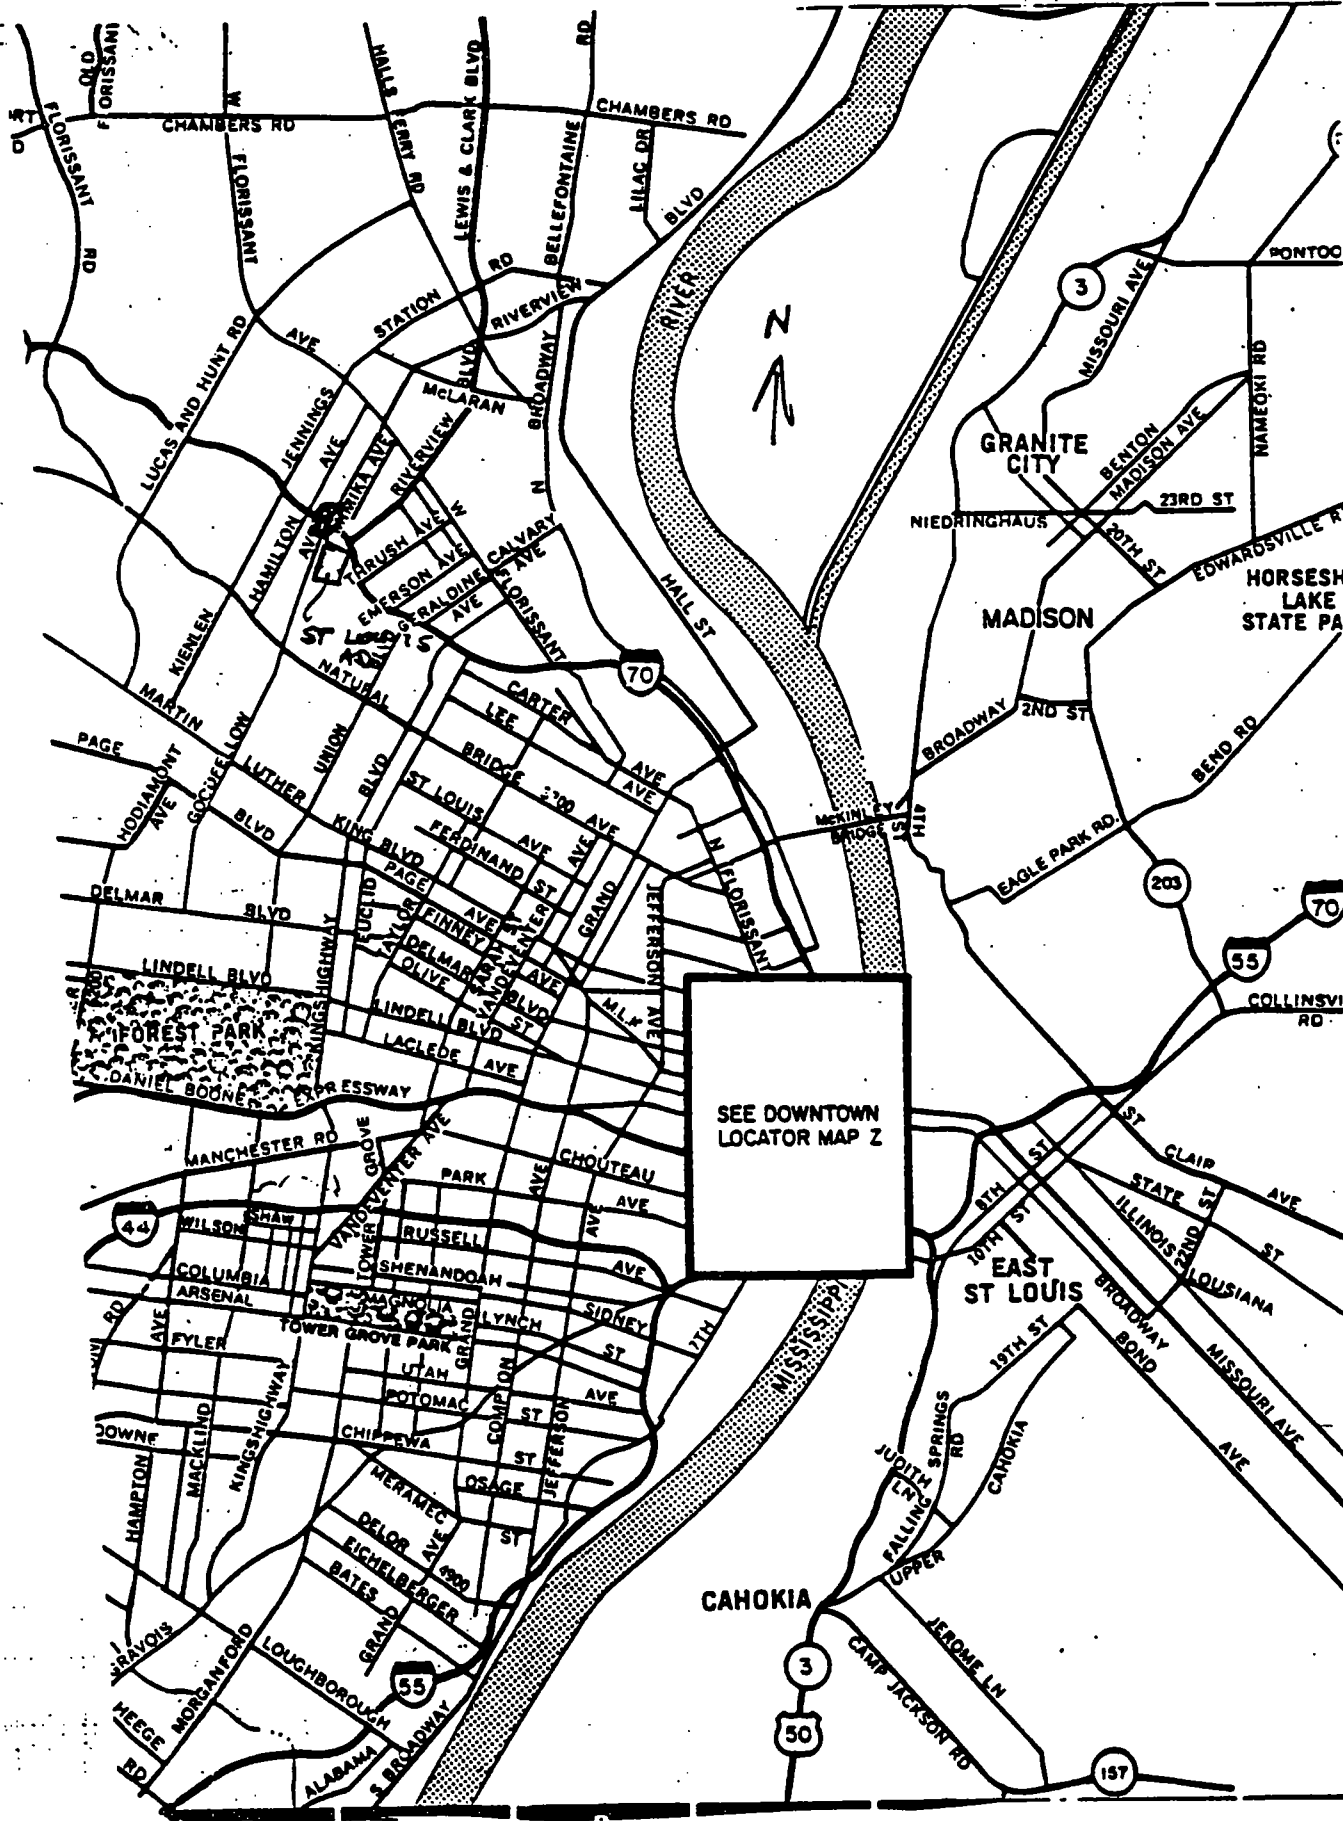 OLD
FLORISSANT
W
HALLS
FERRY RD
LEWIS & CLARK BLVD
RD
BELLEFONTAINE
CHAMBERS RD
CHAMBERS RD
LILAC DR
BLVD
FLORISSANT
RD
FLORISSANT
RD
STATION
RIVERVIEW
RIVER
N
3
MISSOURI AVE
PONTOO
NAMEOKI RD
LUCAS AND HUNT RD
AVE
BLVD
McLARAN
BROADWAY
N
JENNINGS
AVE
RIVERVIEW
GRANITE
CITY
BENTON
MADISON AVE
23RD ST
NIEDRINGHAUS
20TH ST
EDWARDSVILLE R
HORSESH
LAKE
STATE PA
HAMILTON
AVE
THRUSH AVE
W
EMERSON AVE
CALVARY
AVE
GERALDINE
AVE
FLORISSANT
HALL ST
MADISON
KIENLEN
ST Louis
NATURAL
70
MARTIN
CARTER
LEE
BROADWAY
2ND ST
BEND RD
PAGE
HODIAMONT
AVE
GOODFELLOW
LUTHER
UNION
BLVD
BRIDGE
AVE
AVE
AVE
ST LOUIS
AVE
BLVD
KING
BLVD
FERDINAND
ST
AVE
McKINLEY
BRIDGE
4TH
ST
EAGLE PARK RD.
203
70
PAGE
AVE
GRAND
JEFFERSON AVE
N
FLORISSANT
DELMAR
BLVD
EUCLID
TAYLOR
FINNEY
DELMAR
OLIVE
SARAH
ST
VANDEVENTER
AVE
BLVD
ST
M.L.K
55
COLLINSVI
RD
LINDELL BLVD
KINGSHIGHWAY
LINDELL BLVD
FOREST PARK
LACLEDE
AVE
DANIEL BOONE
EXPRESSWAY
SEE DOWNTOWN
LOCATOR MAP Z
MANCHESTER RD
GROVE
VANDEVENTER AVE
CHOUTEAU
AVE
PARK
AVE
ST
CLAIR
AVE
8TH
ST
STATE
ST
ILLINOIS
22ND ST
10TH ST
44
WILSON
SHAW
TOWER
RUSSELL
AVE
AVE
EAST
ST LOUIS
COLUMBIA
SHENANDOAH
ARSENAL
MAGNOLIA
LYNCH
SIDNEY
ST
7TH
TOWER GROVE PARK
GRAND
LOUSIANA
BROADWAY
BOND
AVE
MISSOURI AVE
MISSISSIPPI
RD
AVE
FYLER
UTAH
AVE
POTOMAC
ST
COMPTON
19TH ST
KINGSHIGHWAY
MACKLIND
CHIPPEWA
ST
JEFFERSON
OSAGE
SPRINGS
RD
CAHOKIA
JUDITH
LN
FALLING
UPPER
DOWNE
HAMPTON
MERAMEC
ST
DELOR
AVE
4900
EICHELBERGER
BATES
GRAND
CAHOKIA
JEROME LN
CAMP JACKSON RD
3
50
157
RAVOIS
MORGANFORD
LOUGHBOROUGH
55
HEEGE
RD
ALABAMA
S BROADWAY